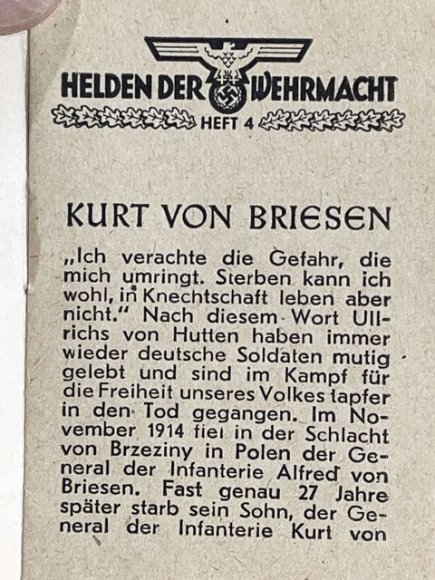 HELDEN DER WEHRMACHT
HEFT 4
KURT VON BRIESEN
„Ich verachte die Gefahr, die
mich umringt. Sterben kann ich
wohl, in Knechtschaft leben aber
nicht.“ Nach diesem Wort Ull-
richs von Hutten haben immer
wieder deutsche Soldaten mutig
gelebt und sind im Kampf für
die Freiheit unseres Volkes tapfer
in den Tod gegangen. Im No-
vember 1914 fiel in der Schlacht
von Brzeziny in Polen der Ge-
neral der Infanterie Alfred von
Briesen. Fast genau 27 Jahre
später starb sein Sohn, der Ge-
neral der Infanterie Kurt von